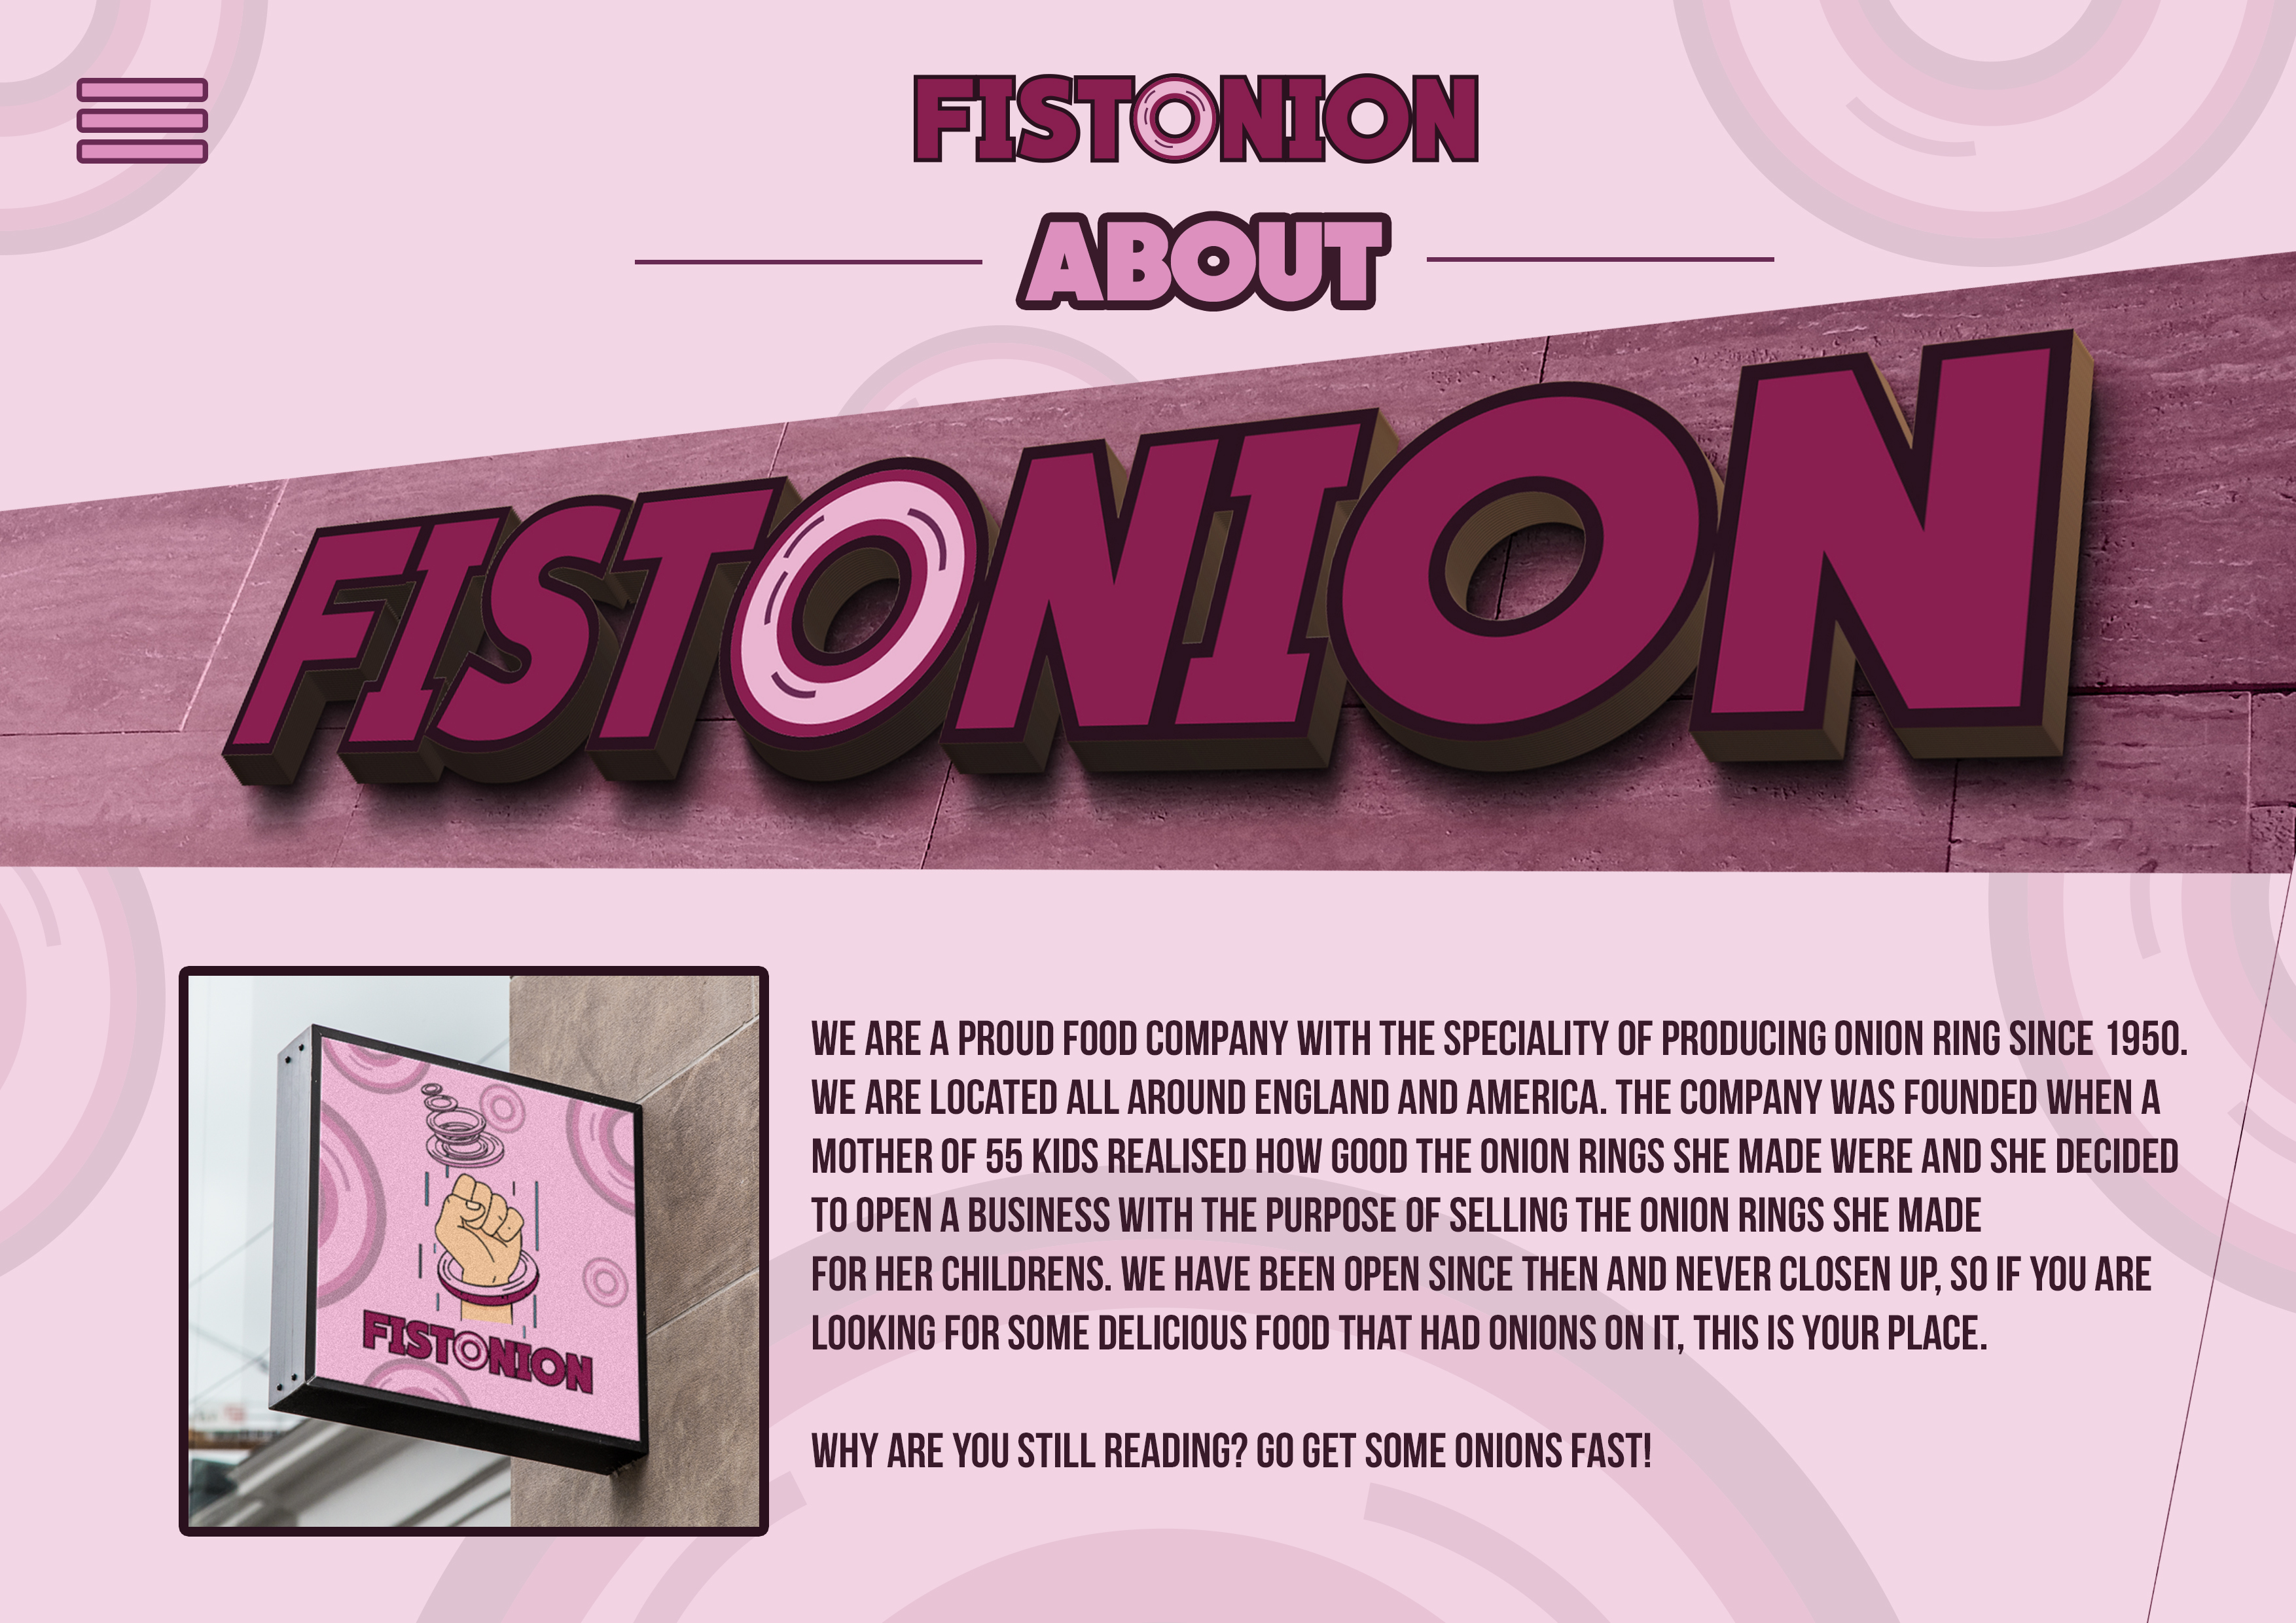 FISTONION
ABOUT
FISTONION
FISTONION
WE ARE A PROUD FOOD COMPANY WITH THE SPECIALITY OF PRODUCING ONION RING SINCE 1950.
WE ARE LOCATED ALL AROUND ENGLAND AND AMERICA. THE COMPANY WAS FOUNDED WHEN A
MOTHER OF 55 KIDS REALISED HOW GOOD THE ONION RINGS SHE MADE WERE AND SHE DECIDED
TO OPEN A BUSINESS WITH THE PURPOSE OF SELLING THE ONION RINGS SHE MADE
FOR HER CHILDRENS. WE HAVE BEEN OPEN SINCE THEN AND NEVER CLOSEN UP, SO IF YOU ARE
LOOKING FOR SOME DELICIOUS FOOD THAT HAD ONIONS ON IT, THIS IS YOUR PLACE.
WHY ARE YOU STILL READING? GO GET SOME ONIONS FAST!